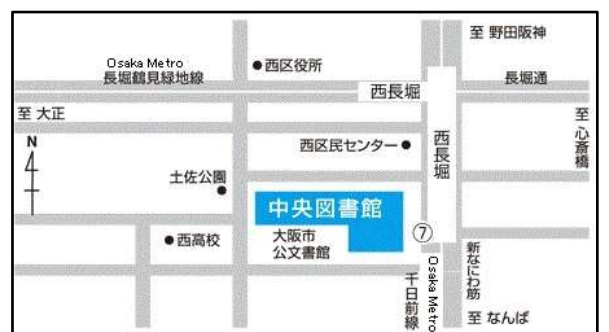 至 野田阪神
Osaka Metro
長堀鶴見緑地線
西区役所
長堀通
西長堀
至 大正
至 心斎橋
N
西区民センター
西長堀
土佐公園
中央図書館
西高校
大阪市
公文書館
⑦
新なにわ筋
千日前線
Osaka Metro
至 なんば